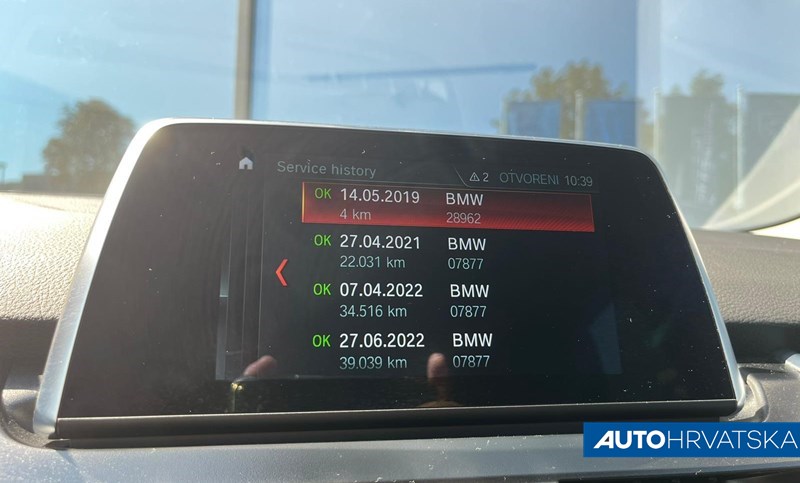 Service history
2 OTVORENI 10:39
OK 14.05.2019 BMW
4 km 28962
OK 27.04.2021 BMW
22.031 km 07877
OK 07.04.2022 BMW
34.516 km 07877
OK 27.06.2022 BMW
39.039 km 07877
AUTOHRVATSKA